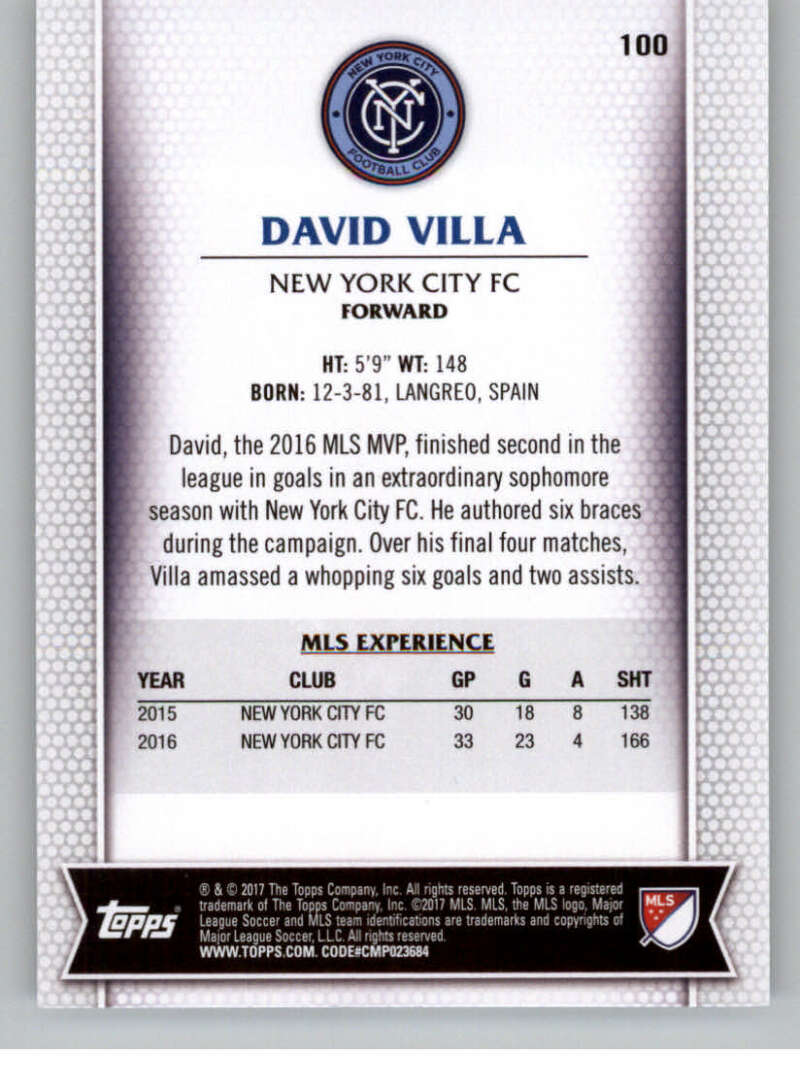 100
NEW YORK CITY
NYC
FOOTBALL CLUB
DAVID VILLA
NEW YORK CITY FC
FORWARD
HT: 5'9" WT: 148
BORN: 12-3-81, LANGREO, SPAIN
David, the 2016 MLS MVP, finished second in the
league in goals in an extraordinary sophomore
season with New York City FC. He authored six braces
during the campaign. Over his final four matches,
Villa amassed a whopping six goals and two assists.
MLS EXPERIENCE
YEAR CLUB GP G A SHT
2015 NEW YORK CITY FC 30 18 8 138
2016 NEW YORK CITY FC 33 23 4 166
topps
® & © 2017 The Topps Company, Inc. All rights reserved. Topps is a registered
trademark of The Topps Company, Inc. ©2017 MLS. MLS, the MLS logo, Major
League Soccer and MLS team identifications are trademarks and copyrights of
Major League Soccer, L.L.C. All rights reserved.
WWW.TOPPS.COM. CODE#CMP023684
MLS